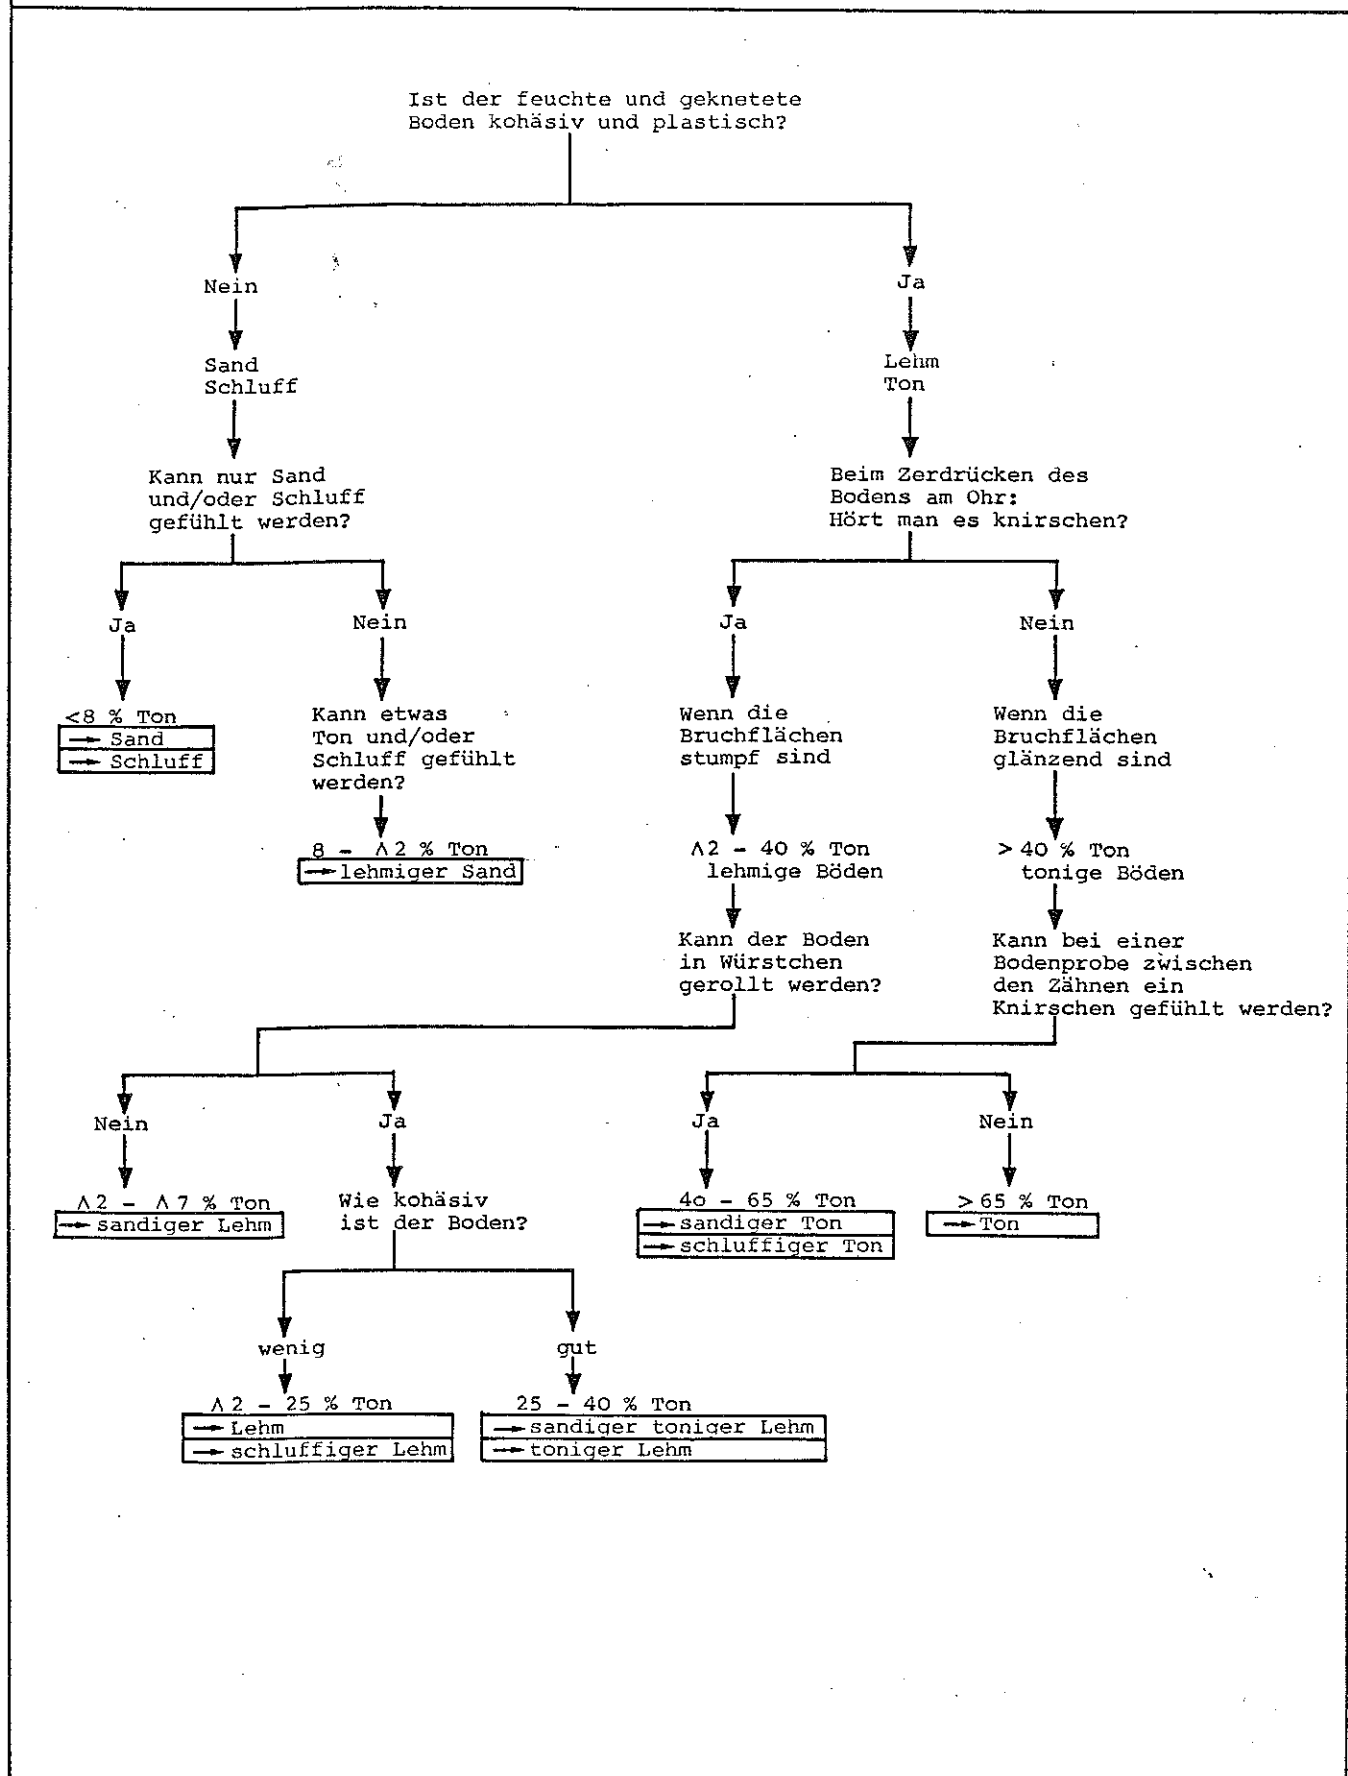 Ist der feuchte und geknetete
Boden kohäsiv und plastisch?
Nein
Ja
Sand
Schluff
Lehm
Ton
Kann nur Sand
und/oder Schluff
gefühlt werden?
Beim Zerdrücken des
Bodens am Ohr:
Hört man es knirschen?
Ja
Nein
Ja
Nein
<8 % Ton
→ Sand
→ Schluff
Kann etwas
Ton und/oder
Schluff gefühlt
werden?
8 - Λ2 % Ton
→ lehmiger Sand
Wenn die
Bruchflächen
stumpf sind
Wenn die
Bruchflächen
glänzend sind
Λ2 - 40 % Ton
lehmige Böden
> 40 % Ton
tonige Böden
Kann der Boden
in Würstchen
gerollt werden?
Kann bei einer
Bodenprobe zwischen
den Zähnen ein
Knirschen gefühlt werden?
Nein
Ja
Ja
Nein
Λ2 - Λ7 % Ton
→ sandiger Lehm
Wie kohäsiv
ist der Boden?
40 - 65 % Ton
→ sandiger Ton
→ schluffiger Ton
> 65 % Ton
→ Ton
wenig
gut
Λ2 - 25 % Ton
→ Lehm
→ schluffiger Lehm
25 - 40 % Ton
→ sandiger toniger Lehm
→ toniger Lehm